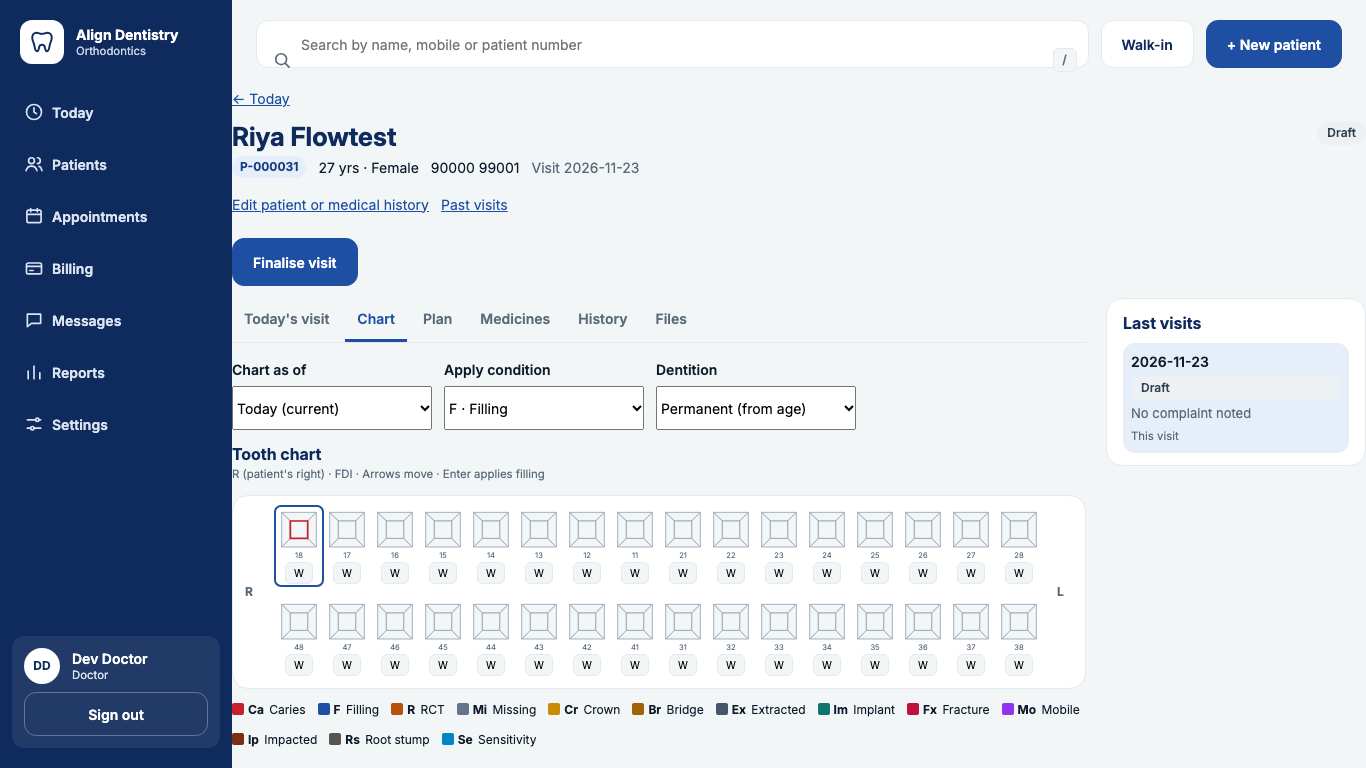 Align Dentistry
Orthodontics
Today
Patients
Appointments
Billing
Messages
Reports
Settings
DD
Dev Doctor
Doctor
Sign out
Search by name, mobile or patient number
/
Walk-in
+ New patient
← Today
Riya Flowtest
Draft
P-000031 27 yrs · Female 90000 99001 Visit 2026-11-23
Edit patient or medical history Past visits
Finalise visit
Today's visit Chart Plan Medicines History Files
Chart as of Apply condition Dentition
Today (current) F · Filling Permanent (from age)
Tooth chart
R (patient's right) · FDI · Arrows move · Enter applies filling
18 17 16 15 14 13 12 11 21 22 23 24 25 26 27 28
W W W W W W W W W W W W W W W W
R L
48 47 46 45 44 43 42 41 31 32 33 34 35 36 37 38
W W W W W W W W W W W W W W W W
Ca Caries F Filling R RCT Mi Missing Cr Crown Br Bridge Ex Extracted Im Implant Fx Fracture Mo Mobile
Ip Impacted Rs Root stump Se Sensitivity
Last visits
2026-11-23
Draft
No complaint noted
This visit